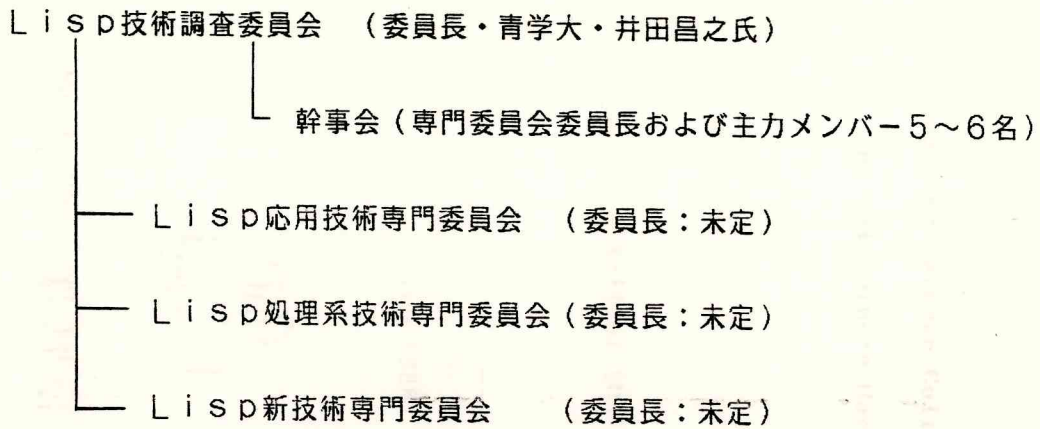 Ｌｉｓｐ技術調査委員会　（委員長・青学大・井田昌之氏）
幹事会（専門委員会委員長および主力メンバー５～６名）
Ｌｉｓｐ応用技術専門委員会　（委員長：未定）
Ｌｉｓｐ処理系技術専門委員会（委員長：未定）
Ｌｉｓｐ新技術専門委員会　　（委員長：未定）